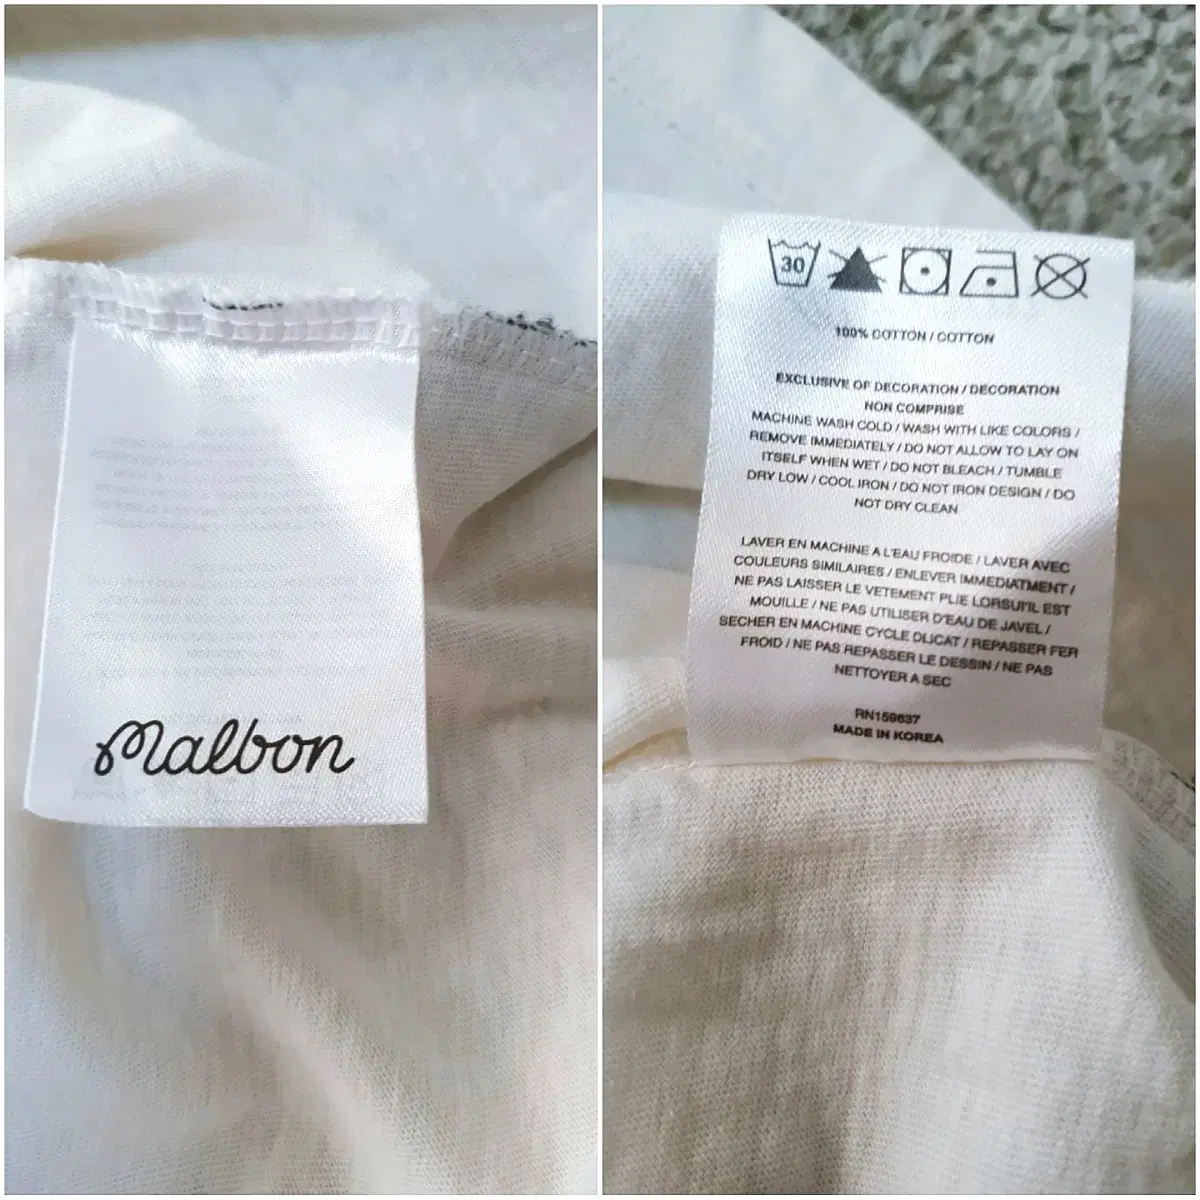 Malbon
30
100% COTTON / COTTON
EXCLUSIVE OF DECORATION / DECORATION
NON COMPRISE
MACHINE WASH COLD / WASH WITH LIKE COLORS /
REMOVE IMMEDIATELY / DO NOT ALLOW TO LAY ON
ITSELF WHEN WET / DO NOT BLEACH / TUMBLE
DRY LOW / COOL IRON / DO NOT IRON DESIGN / DO
NOT DRY CLEAN
LAVER EN MACHINE A L'EAU FROIDE / LAVER AVEC
COULEURS SIMILAIRES / ENLEVER IMMEDIATMENT /
NE PAS LAISSER LE VETEMENT PLIE LORSUI'IL EST
MOUILLE / NE PAS UTILISER D'EAU DE JAVEL /
SECHER EN MACHINE CYCLE DLICAT / REPASSER FER
FROID / NE PAS REPASSER LE DESSIN / NE PAS
NETTOYER A SEC
RN159837
MADE IN KOREA